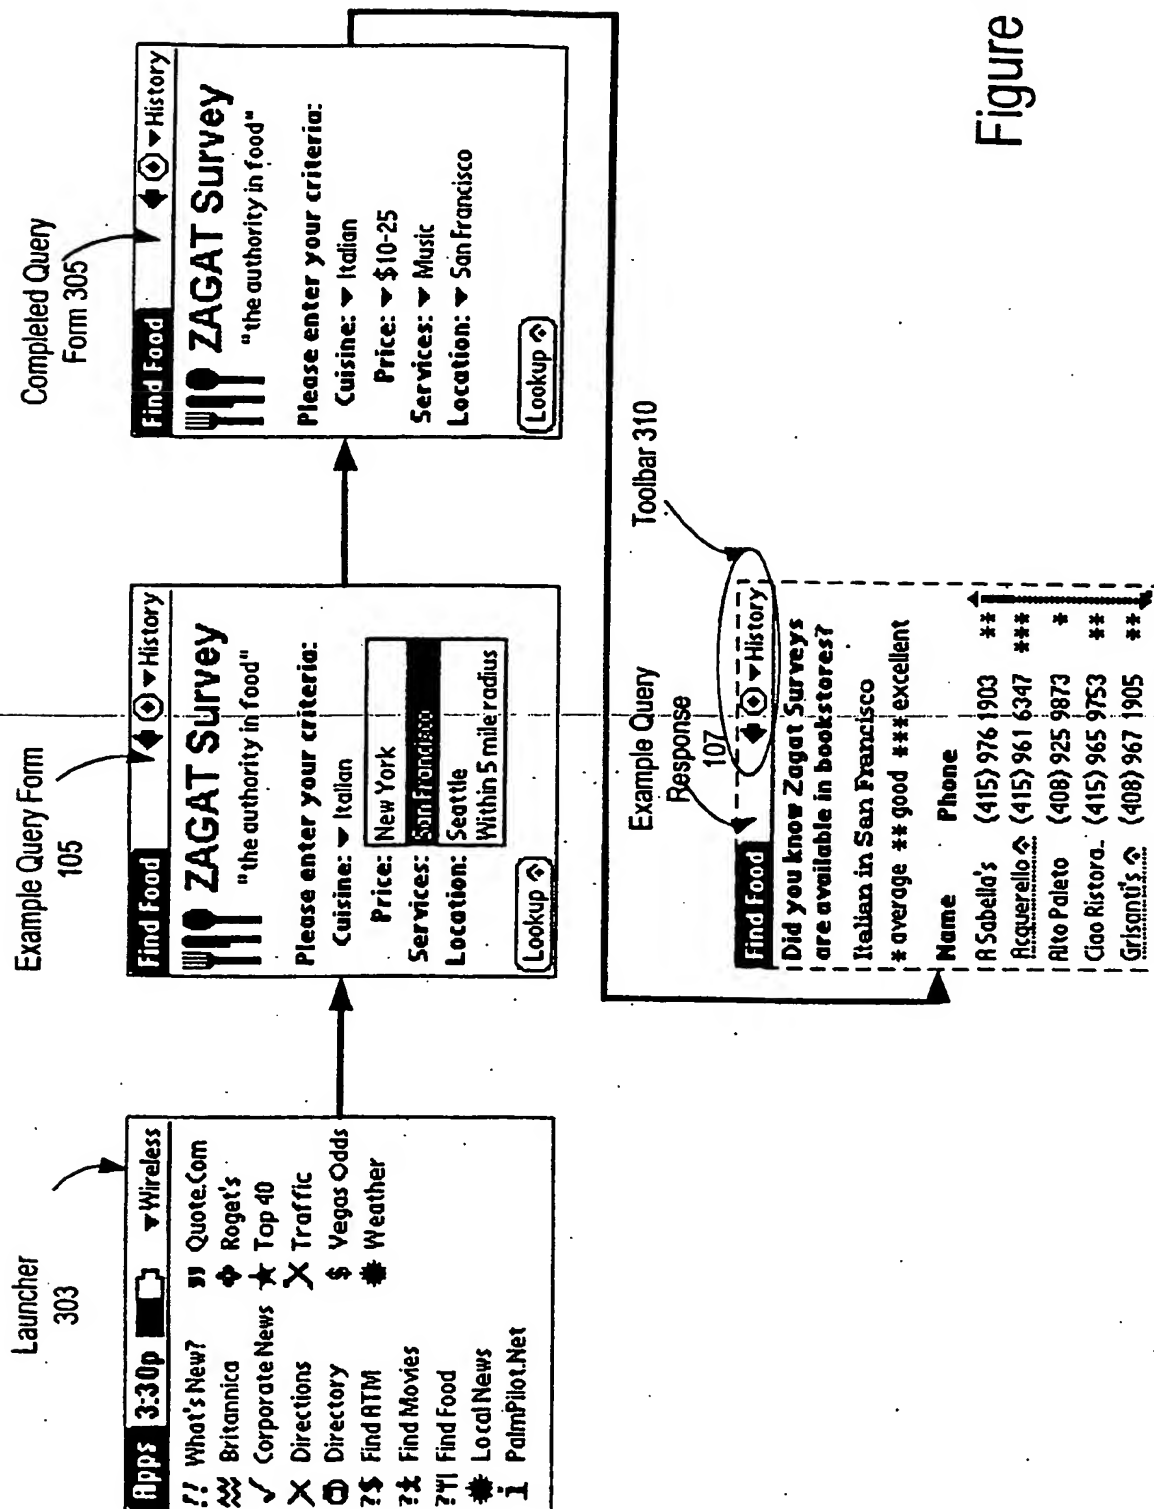 Launcher
303
Apps 3:30p Wireless
What's New?
Britannica
Corporate News
Directions
Directory
?$ Find ATM
Find Movies
Find Food
Local News
i PalmPilot.Net
Quote.Com
Roget's
Top 40
Traffic
$ Vegas Odds
Weather
Example Query Form
105
Find Food History
ZAGAT Survey
"the authority in food"
Please enter your criteria:
Cuisine: Italian
Price:
Services:
Location:
New York
San Francisco
Seattle
Within 5 mile radius
Lookup
Completed Query
Form 305
Find Food History
ZAGAT Survey
"the authority in food"
Please enter your criteria:
Cuisine: Italian
Price: $10-25
Services: Music
Location: San Francisco
Lookup
Example Query
Response
107
Toolbar 310
Find Food History
Did you know Zagat Surveys
are available in bookstores?
Italian in San Francisco
* average ** good *** excellent
Name Phone
A Sabella's (415) 976 1903 **
Acquerello (415) 961 6347 ***
Alto Paleto (408) 925 9873 *
Ciao Ristora.. (415) 965 9753 **
Grisanti's (408) 967 1905 **
Figure